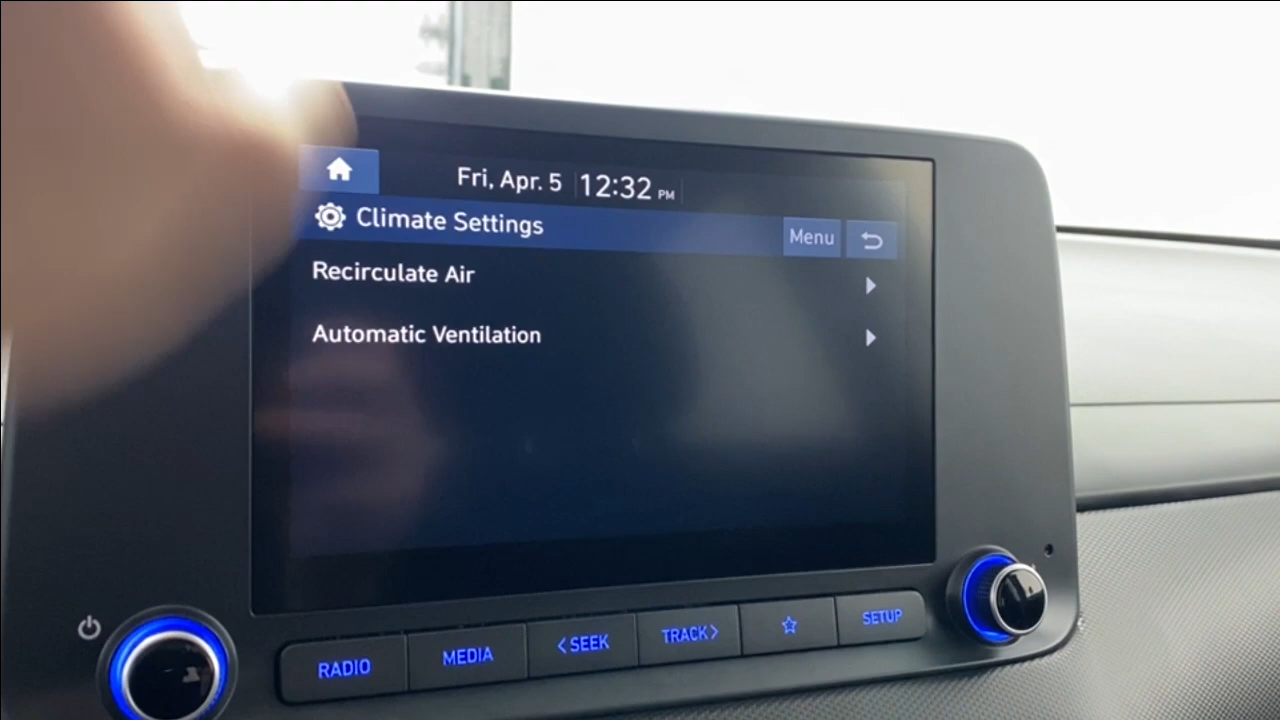 Fri, Apr. 5 12:32 PM
Climate Settings
Menu
Recirculate Air
Automatic Ventilation
RADIO
MEDIA
<SEEK
TRACK>
SETUP